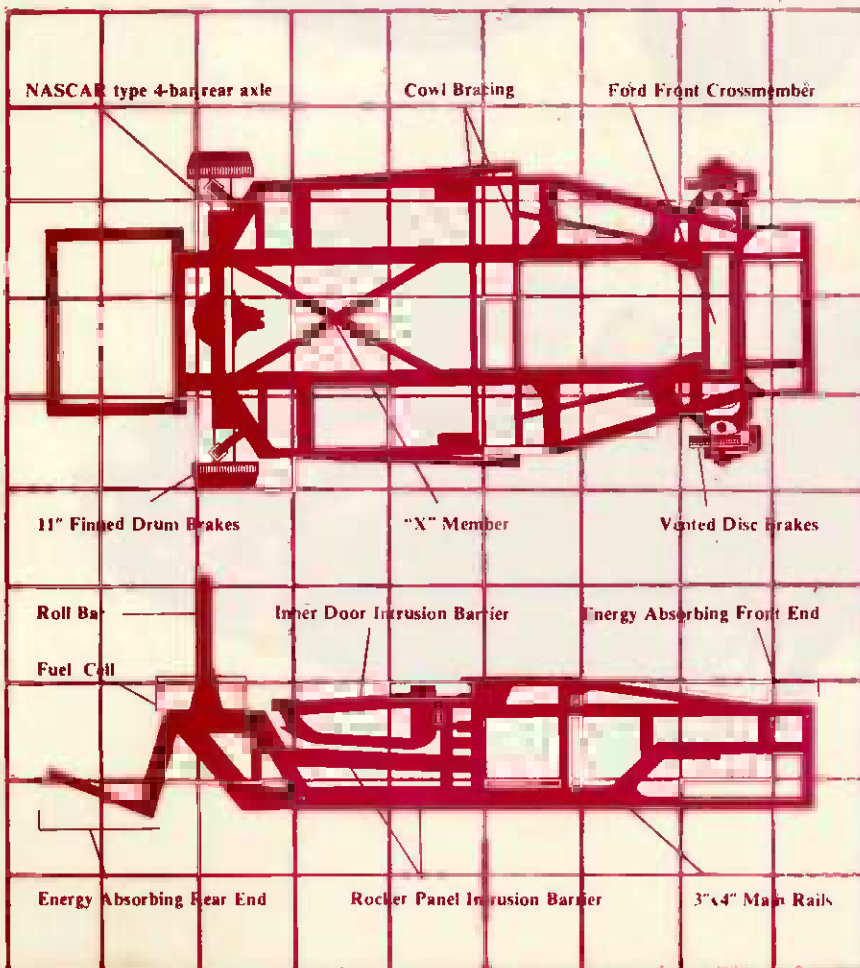 NASCAR type 4-bar rear axle
Cowl Bracing
Ford Front Crossmember
11" Finned Drum Brakes
"X" Member
Vented Disc Brakes
Roll Bar
Inner Door Intrusion Barrier
Energy Absorbing Front End
Fuel Cell
Energy Absorbing Rear End
Rocker Panel Intrusion Barrier
3"x4" Main Rails